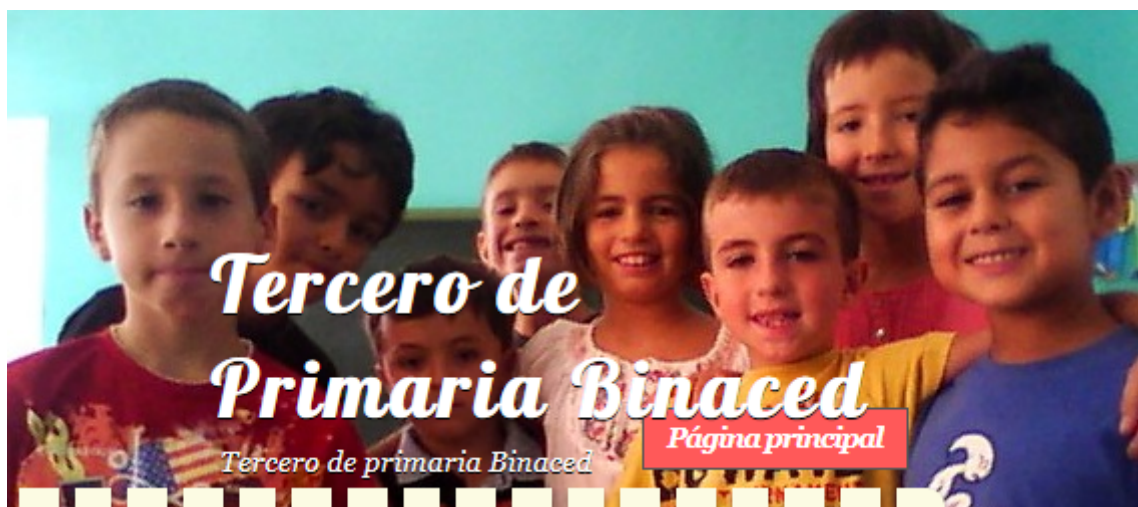 Tercero de
Primaria Binaced
Página principal
Tercero de primaria Binaced